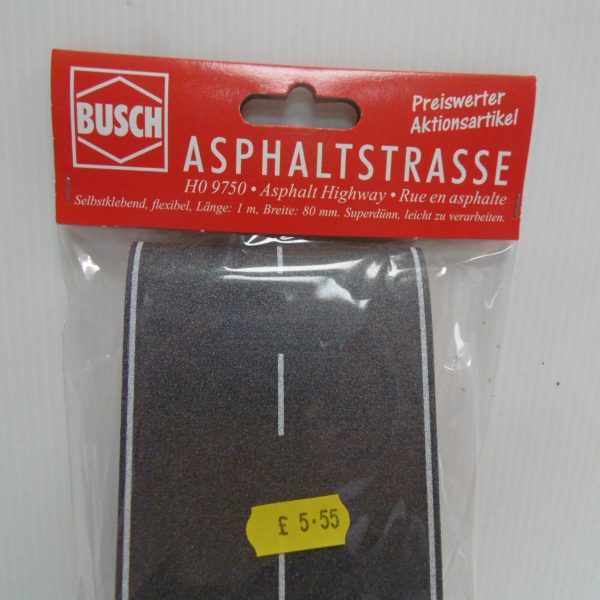 BUSCH
Preiswerter
Aktionsartikel
ASPHALTSTRASSE
H0 9750 • Asphalt Highway • Rue en asphalte
Selbstklebend, flexibel, Länge: 1 m, Breite: 80 mm. Superdünn, leicht zu verarbeiten.
£ 5·55